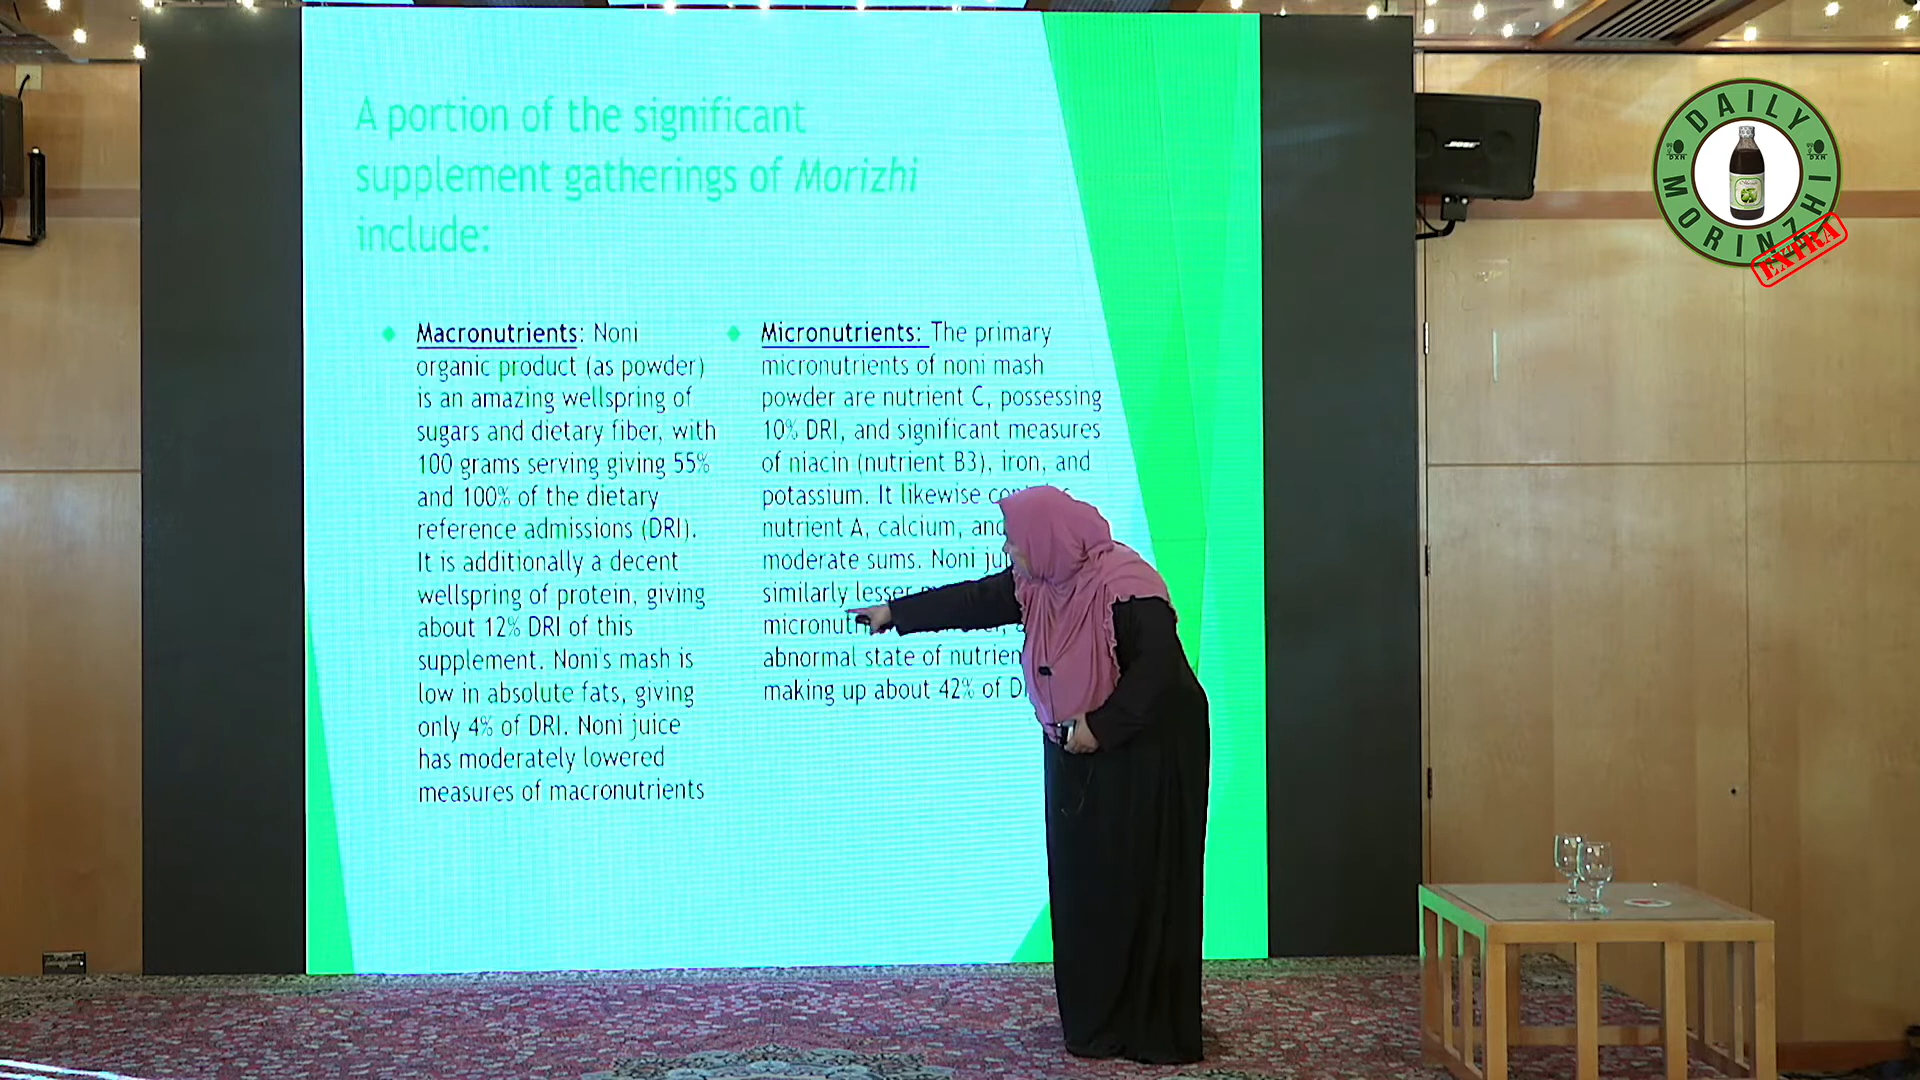 A portion of the significant
supplement gatherings of Morizhi
include:
Macronutrients: Noni
organic product (as powder)
is an amazing wellspring of
sugars and dietary fiber, with
100 grams serving giving 55%
and 100% of the dietary
reference admissions (DRI).
It is additionally a decent
wellspring of protein, giving
about 12% DRI of this
supplement. Noni's mash is
low in absolute fats, giving
only 4% of DRI. Noni juice
has moderately lowered
measures of macronutrients
Micronutrients: The primary
micronutrients of noni mash
powder are nutrient C, possessing
10% DRI, and significant measures
of niacin (nutrient B3), iron, and
potassium. It likewise
nutrient A, calcium, and
moderate sums. Noni
similarly lesser
abnormal state of
making up about 42% of
BOSE
DAILY
MORINZHI
DXN
DXN
EXTRA